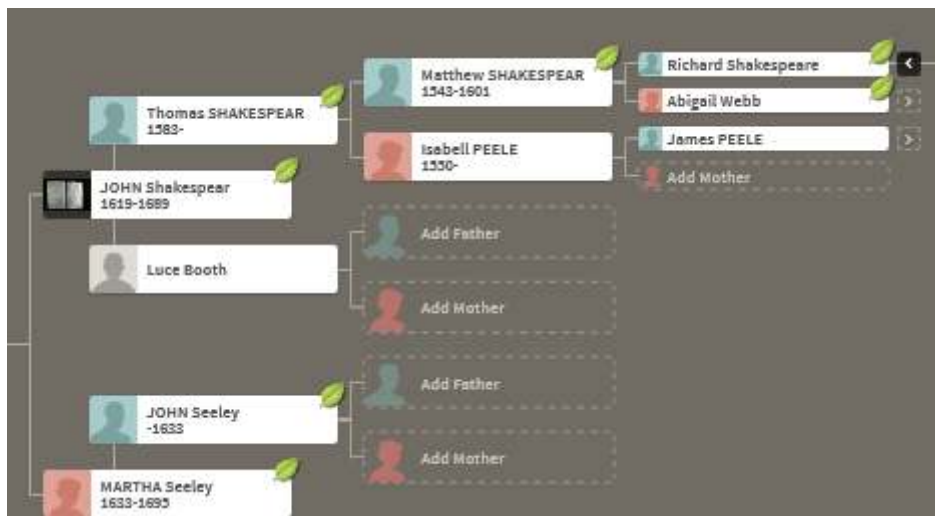 Richard Shakespeare
Matthew SHAKESPEAR
1543-1601
Abigail Webb
Thomas SHAKESPEAR
1583-
James PEELE
Isabell PEELE
1550-
Add Mother
JOHN Shakespear
1619-1689
Add Father
Luce Booth
Add Mother
Add Father
JOHN Seeley
-1633
Add Mother
MARTHA Seeley
1633-1695